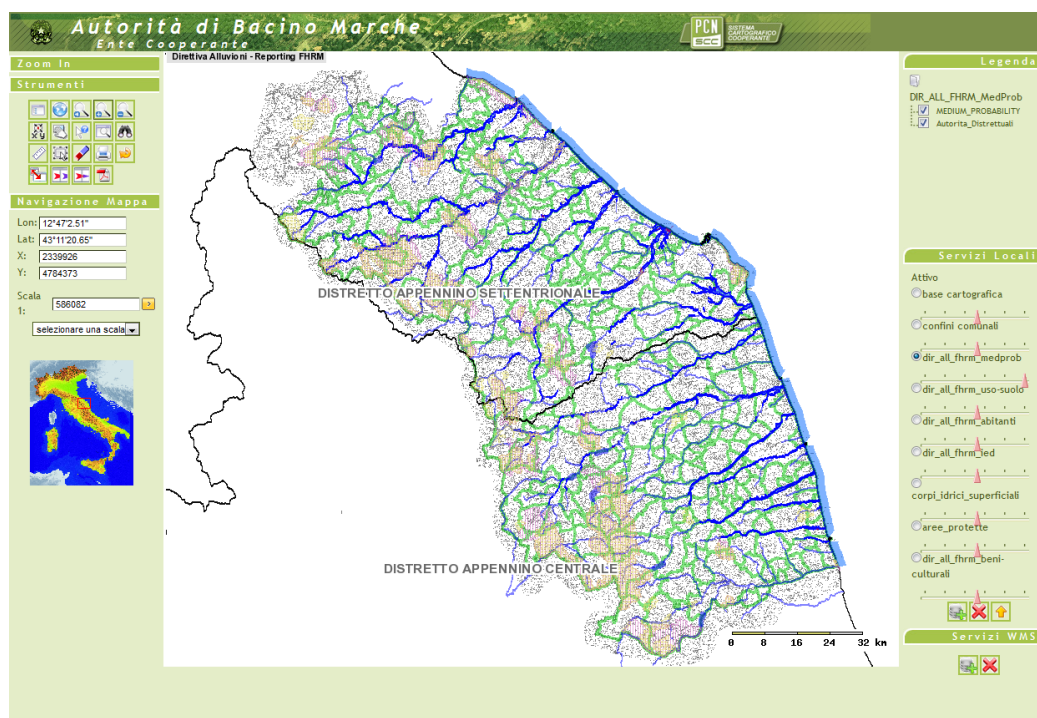 Autorità di Bacino Marche
Ente Cooperante
PCN
SCC
SISTEMA
CARTOGRAFICO
COOPERANTE
Zoom In
Strumenti
Navigazione Mappa
Lon: 12°47'2.51"
Lat: 43°11'20.65"
X: 2339926
Y: 4784373
Scala
1: 586082
selezionare una scala
Direttiva Alluvioni - Reporting FHRM
DISTRETTO APPENNINO SETTENTRIONALE
DISTRETTO APPENNINO CENTRALE
0 8 16 24 32 km
Legenda
DIR_ALL_FHRM_MedProb
MEDIUM_PROBABILITY
Autorita_Distrettuali
Servizi Locali
Attivo
base cartografica
confini comunali
dir_all_fhrm_medprob
dir_all_fhrm_uso-suolo
dir_all_fhrm_abitanti
dir_all_fhrm_ied
corpi_idrici_superficiali
aree_protette
dir_all_fhrm_beni-
culturali
Servizi WMS